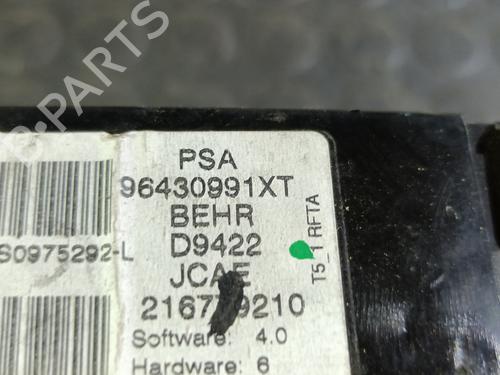 B-PARTS
PSA
96430991XT
BEHR
S0975292-L
D9422
JCAE
Software: 4.0
Hardware: 6
T5_1 RFTA